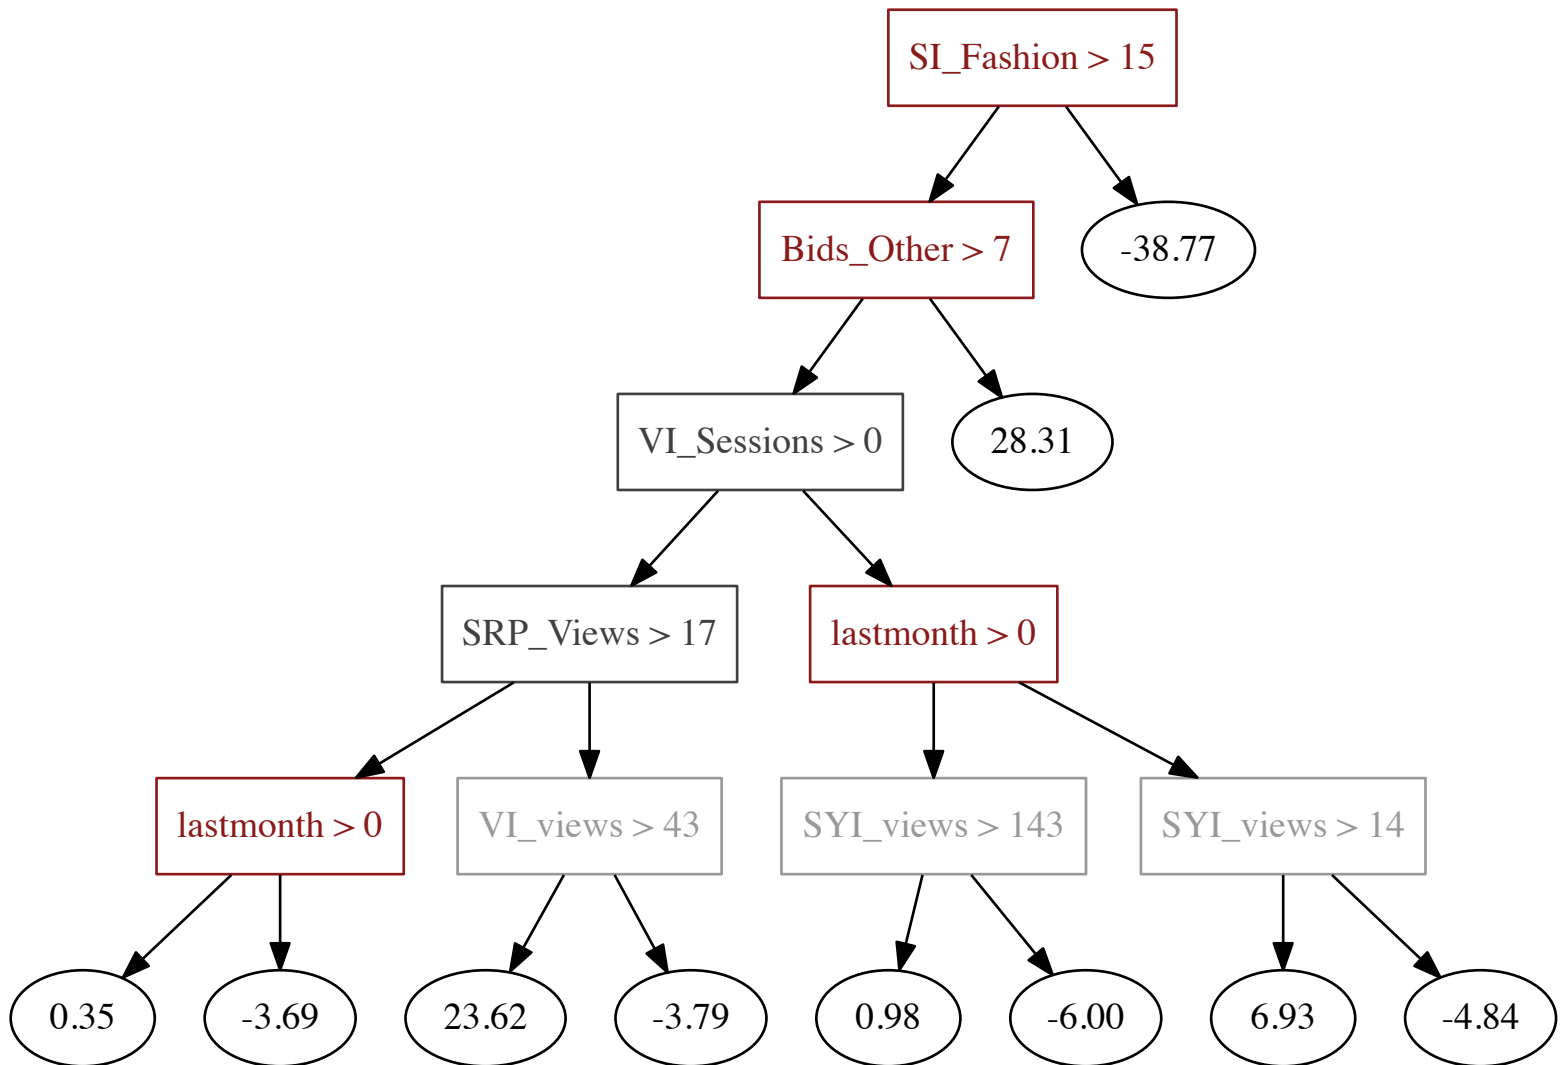 SI_Fashion > 15
Bids_Other > 7
-38.77
VI_Sessions > 0
28.31
SRP_Views > 17
lastmonth > 0
lastmonth > 0
VI_views > 43
SYI_views > 143
SYI_views > 14
0.35
-3.69
23.62
-3.79
0.98
-6.00
6.93
-4.84